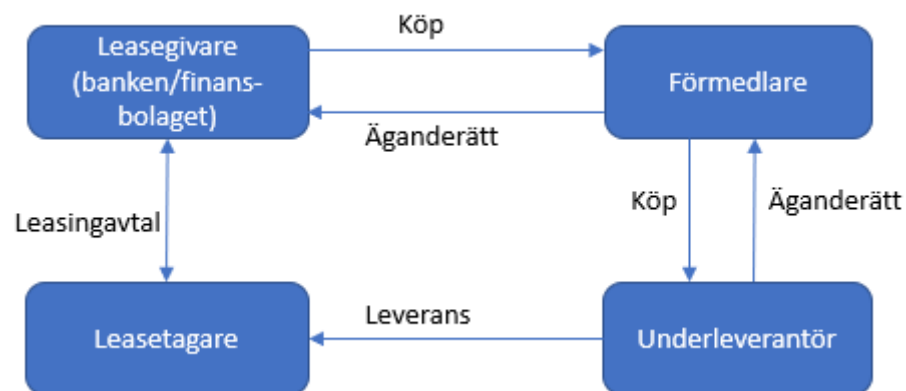 Köp
Leasegivare
(banken/finans-
bolaget)
Förmedlare
Äganderätt
Leasingavtal
Köp
Äganderätt
Leverans
Leasetagare
Underleverantör